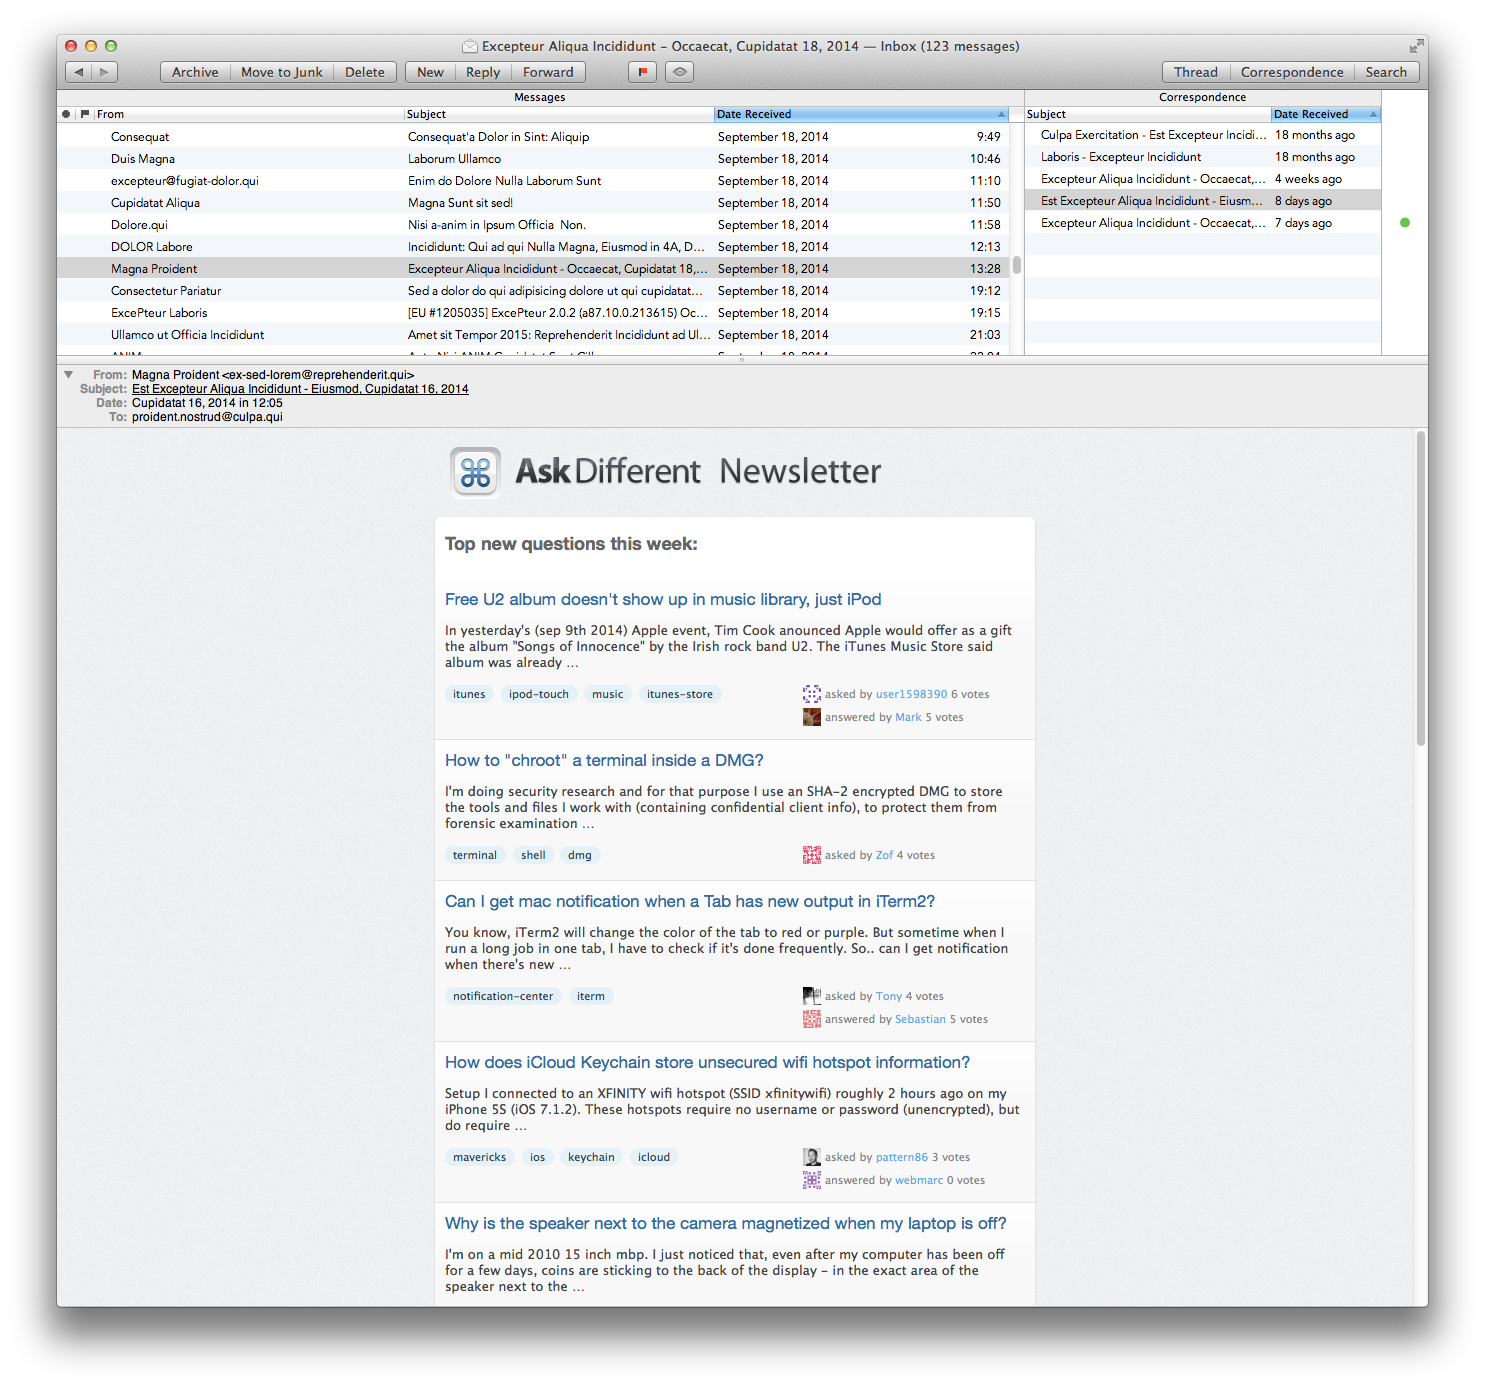 Excepteur Aliqua Incididunt – Occaecat, Cupidatat 18, 2014 — Inbox (123 messages)
Archive Move to Junk Delete New Reply Forward Thread Correspondence Search
Messages Correspondence
From Subject Date Received Subject Date Received
Consequat Consequat'a Dolor in Sint: Aliquip September 18, 2014 9:49 Culpa Exercitation - Est Excepteur Incidi... 18 months ago
Duis Magna Laborum Ullamco September 18, 2014 10:46 Laboris - Excepteur Incididunt 18 months ago
excepteur@fugiat-dolor.qui Enim do Dolore Nulla Laborum Sunt September 18, 2014 11:10 Excepteur Aliqua Incididunt - Occaecat,... 4 weeks ago
Cupidatat Aliqua Magna Sunt sit sed! September 18, 2014 11:50 Est Excepteur Aliqua Incididunt - Eiusm... 8 days ago
Dolore.qui Nisi a-anim in Ipsum Officia Non. September 18, 2014 11:58 Excepteur Aliqua Incididunt - Occaecat,... 7 days ago
DOLOR Labore Incididunt: Qui ad qui Nulla Magna, Eiusmod in 4A, D... September 18, 2014 12:13
Magna Proident Excepteur Aliqua Incididunt - Occaecat, Cupidatat 18,... September 18, 2014 13:28
Consectetur Pariatur Sed a dolor do qui adipisicing dolore ut qui cupidatat... September 18, 2014 19:12
ExcePteur Laboris [EU #1205035] ExcePteur 2.0.2 (a87.10.0.213615) Oc... September 18, 2014 19:15
Ullamco ut Officia Incididunt Amet sit Tempor 2015: Reprehenderit Incididunt ad Ul... September 18, 2014 21:03
From: Magna Proident <ex-sed-lorem@reprehenderit.qui>
Subject: Est Excepteur Aliqua Incididunt - Eiusmod, Cupidatat 16, 2014
Date: Cupidatat 16, 2014 in 12:05
To: proident.nostrud@culpa.qui
AskDifferent Newsletter
Top new questions this week:
Free U2 album doesn't show up in music library, just iPod
In yesterday's (sep 9th 2014) Apple event, Tim Cook anounced Apple would offer as a gift
the album "Songs of Innocence" by the Irish rock band U2. The iTunes Music Store said
album was already ...
itunes ipod-touch music itunes-store asked by user1598390 6 votes
answered by Mark 5 votes
How to "chroot" a terminal inside a DMG?
I'm doing security research and for that purpose I use an SHA-2 encrypted DMG to store
the tools and files I work with (containing confidential client info), to protect them from
forensic examination ...
terminal shell dmg asked by Zof 4 votes
Can I get mac notification when a Tab has new output in iTerm2?
You know, iTerm2 will change the color of the tab to red or purple. But sometime when I
run a long job in one tab, I have to check if it's done frequently. So.. can I get notification
when there's new ...
notification-center iterm asked by Tony 4 votes
answered by Sebastian 5 votes
How does iCloud Keychain store unsecured wifi hotspot information?
Setup I connected to an XFINITY wifi hotspot (SSID xfinitywifi) roughly 2 hours ago on my
iPhone 5S (iOS 7.1.2). These hotspots require no username or password (unencrypted), but
do require ...
mavericks ios keychain icloud asked by pattern86 3 votes
answered by webmarc 0 votes
Why is the speaker next to the camera magnetized when my laptop is off?
I'm on a mid 2010 15 inch mbp. I just noticed that, even after my computer has been off
for a few days, coins are sticking to the back of the display - in the exact area of the
speaker next to the ...